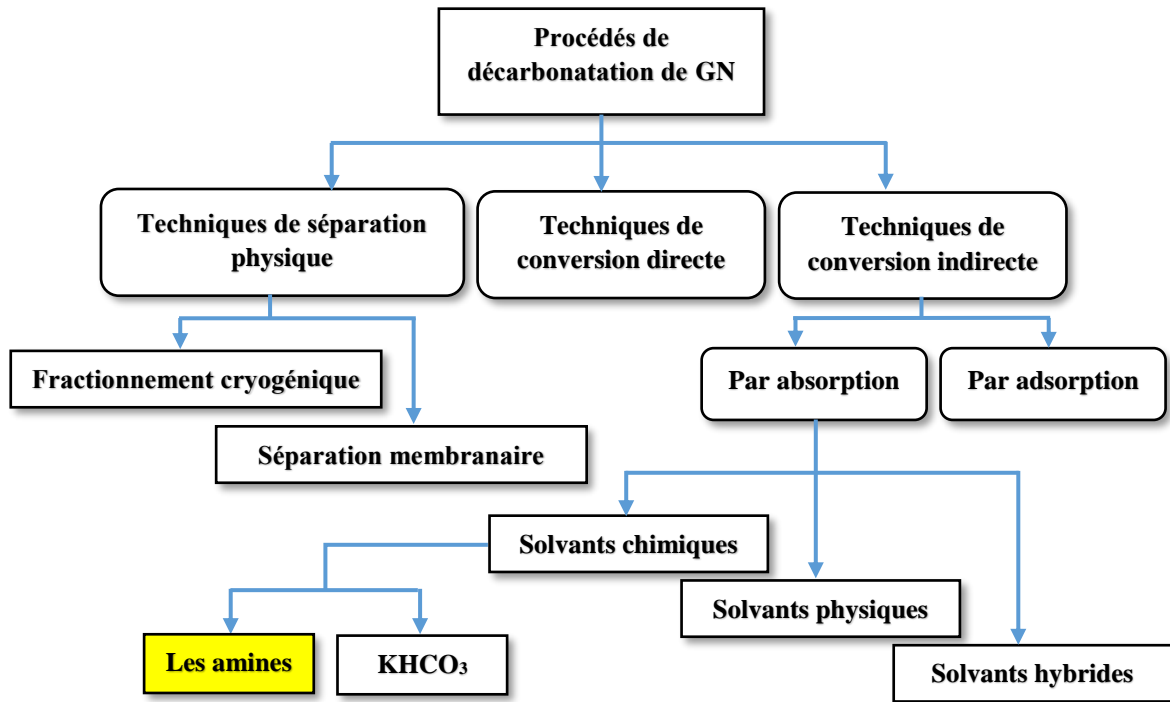 Procédés de
décarbonatation de GN
Techniques de séparation
physique
Techniques de
conversion directe
Techniques de
conversion indirecte
Fractionnement cryogénique
Séparation membranaire
Par absorption
Par adsorption
Solvants chimiques
Solvants physiques
Solvants hybrides
Les amines
KHCO₃